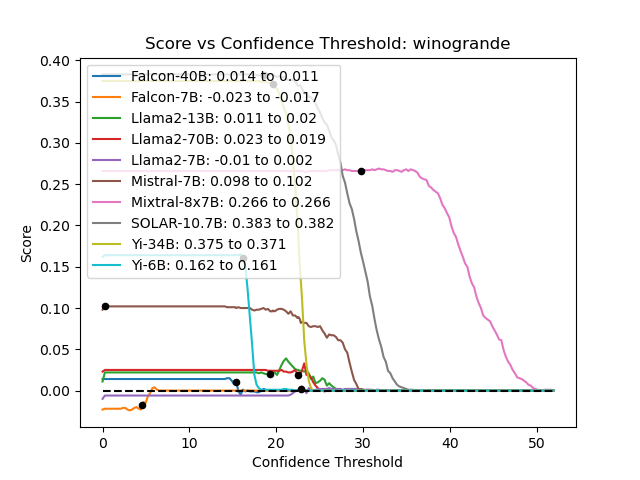 Score vs Confidence Threshold: winogrande
0.40
0.35
0.30
0.25
0.20
0.15
0.10
0.05
0.00
Score
Falcon-40B: 0.014 to 0.011
Falcon-7B: -0.023 to -0.017
Llama2-13B: 0.011 to 0.02
Llama2-70B: 0.023 to 0.019
Llama2-7B: -0.01 to 0.002
Mistral-7B: 0.098 to 0.102
Mixtral-8x7B: 0.266 to 0.266
SOLAR-10.7B: 0.383 to 0.382
Yi-34B: 0.375 to 0.371
Yi-6B: 0.162 to 0.161
0 10 20 30 40 50
Confidence Threshold